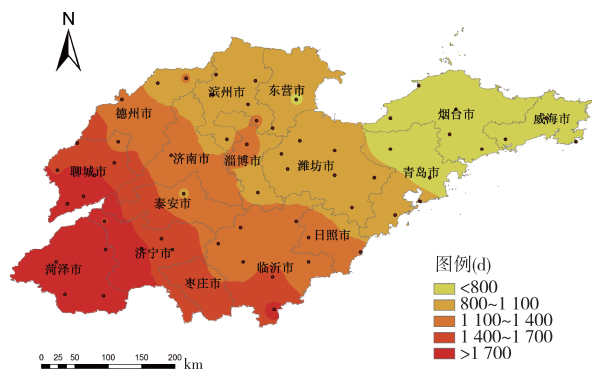 N
滨州市
东营市
德州市
烟台市
威海市
聊城市
济南市
淄博市
潍坊市
青岛市
泰安市
日照市
菏泽市
济宁市
临沂市
枣庄市
图例(d)
<800
800~1 100
1 100~1 400
1 400~1 700
>1 700
0 25 50 100 150 200
km